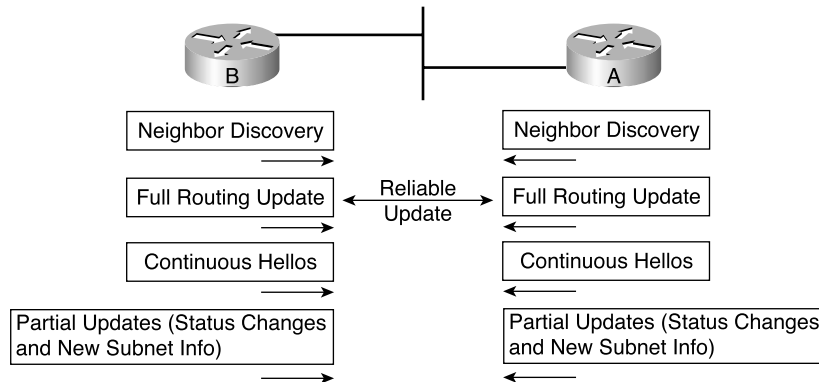 B
A
Neighbor Discovery
Neighbor Discovery
Full Routing Update
Reliable
Update
Full Routing Update
Continuous Hellos
Continuous Hellos
Partial Updates (Status Changes
and New Subnet Info)
Partial Updates (Status Changes
and New Subnet Info)